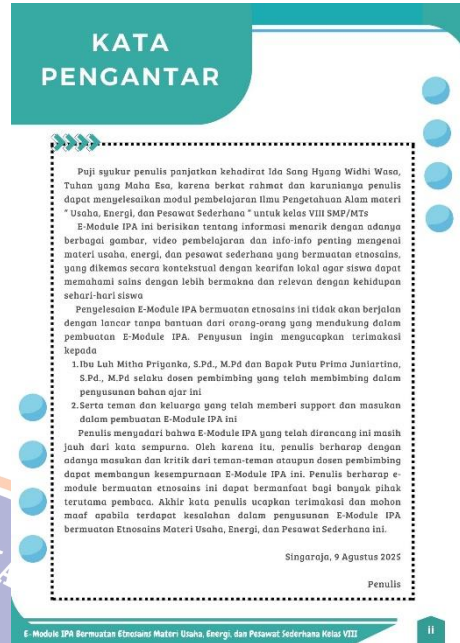 KATA
PENGANTAR
Puji syukur penulis panjatkan kehadirat Ida Sang Hyang Widhi Wasa,
Tuhan yang Maha Esa, karena berkat rahmat dan karunianya penulis
dapat menyelesaikan modul pembelajaran Ilmu Pengetahuan Alam materi
" Usaha, Energi, dan Pesawat Sederhana " untuk kelas VIII SMP/MTs
E-Module IPA ini berisikan tentang informasi menarik dengan adanya
berbagai gambar, video pembelajaran dan info-info penting mengenai
materi usaha, energi, dan pesawat sederhana yang bermuatan etnosains,
yang dikemas secara kontekstual dengan kearifan lokal agar siswa dapat
memahami sains dengan lebih bermakna dan relevan dengan kehidupan
sehari-hari siswa
Penyelesaian E-Module IPA bermuatan etnosains ini tidak akan berjalan
dengan lancar tanpa bantuan dari orang-orang yang mendukung dalam
pembuatan E-Module IPA. Penyusun ingin mengucapkan terimakasi
kepada
1.Ibu Luh Mitha Priyanka, S.Pd., M.Pd dan Bapak Putu Prima Juniartina,
S.Pd., M.Pd selaku dosen pembimbing yang telah membimbing dalam
penyusunan bahan ajar ini
2.Serta teman dan keluarga yang telah memberi support dan masukan
dalam pembuatan E-Module IPA ini
Penulis menyadari bahwa E-Module IPA yang telah dirancang ini masih
jauh dari kata sempurna. Oleh karena itu, penulis berharap dengan
adanya masukan dan kritik dari teman-teman ataupun dosen pembimbing
dapat membangun kesempurnaan E-Module IPA ini. Penulis berharap e-
module bermuatan etnosains ini dapat bermanfaat bagi banyak pihak
terutama pembaca. Akhir kata penulis ucapkan terimakasi dan mohon
maaf apabila terdapat kesalahan dalam penyusunan E-Module IPA
bermuatan Etnosains Materi Usaha, Energi, dan Pesawat Sederhana ini.
Singaraja, 9 Agustus 2025
Penulis
E-Module IPA Bermuatan Etnosains Materi Usaha, Energi, dan Pesawat Sederhana Kelas VIII
ii